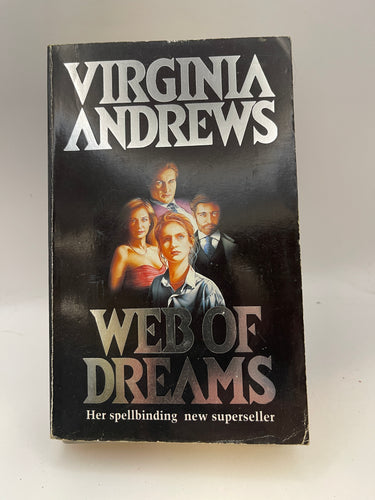 VIRGINIA
ANDREWS
WEB OF
DREAMS
Her spellbinding new superseller